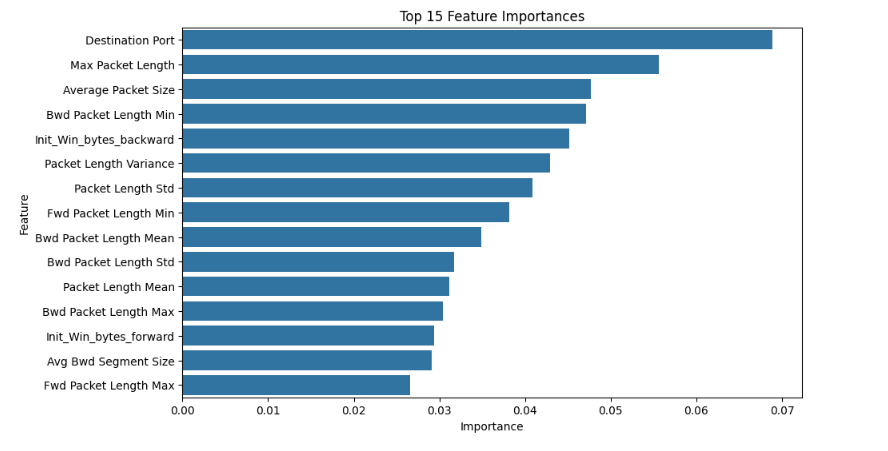 Top 15 Feature Importances
Feature
Destination Port
Max Packet Length
Average Packet Size
Bwd Packet Length Min
Init_Win_bytes_backward
Packet Length Variance
Packet Length Std
Fwd Packet Length Min
Bwd Packet Length Mean
Bwd Packet Length Std
Packet Length Mean
Bwd Packet Length Max
Init_Win_bytes_forward
Avg Bwd Segment Size
Fwd Packet Length Max
0.00 0.01 0.02 0.03 0.04 0.05 0.06 0.07
Importance